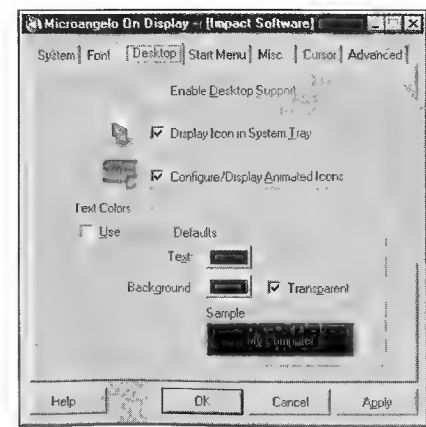 Microangelo On Display - [Impact Software]
System Font Desktop Start Menu Misc. Cursor Advanced
Enable Desktop Support
Display Icon in System Tray
Configure/Display Animated Icons
Text Colors
Use Defaults
Text:
Background Transparent
Sample
My Computer
Help OK Cancel Apply